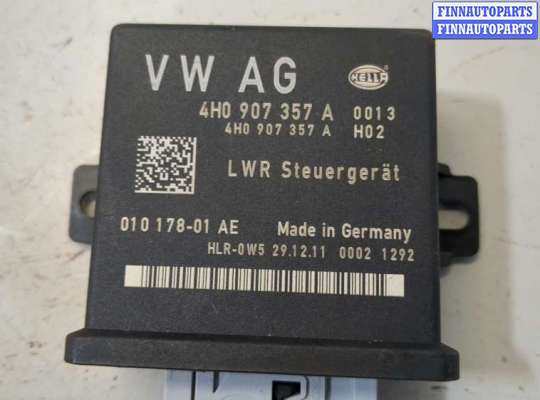 FINNAUTOPARTS
FINNAUTOPARTS
VW AG
HELLA
4H0 907 357 A 0013
4H0 907 357 A H02
LWR Steuergerät
010 178-01 AE Made in Germany
HLR-0W5 29.12.11 0002 1292